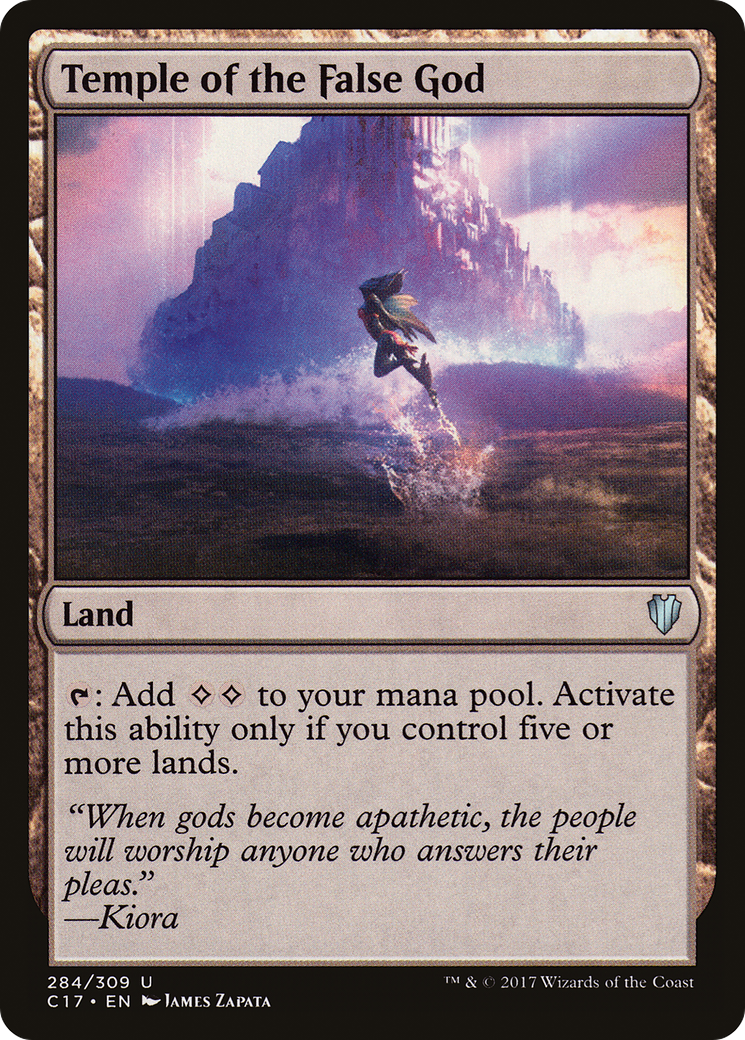 Temple of the False God
Land
: Add to your mana pool. Activate
this ability only if you control five or
more lands.
“When gods become apathetic, the people
will worship anyone who answers their
pleas.”
—Kiora
284/309 U
C17 • EN James Zapata
™ & © 2017 Wizards of the Coast